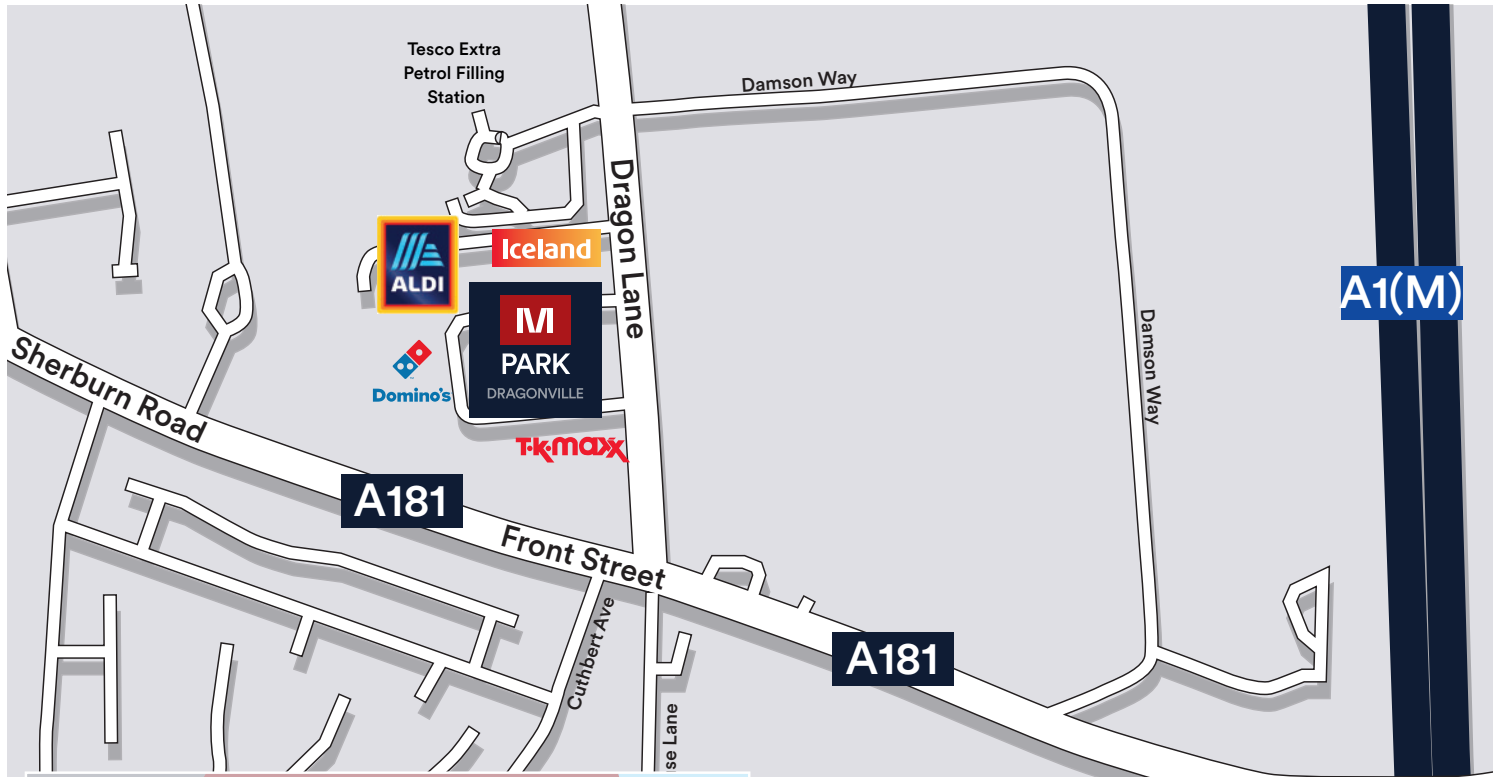 Tesco Extra
Petrol Filling
Station
Damson Way
Dragon Lane
ALDI
Iceland
A1(M)
M
PARK
DRAGONVILLE
Domino's
Damson Way
Sherburn Road
T·K·maxx
A181
Front Street
Cuthbert Ave
A181
Lane